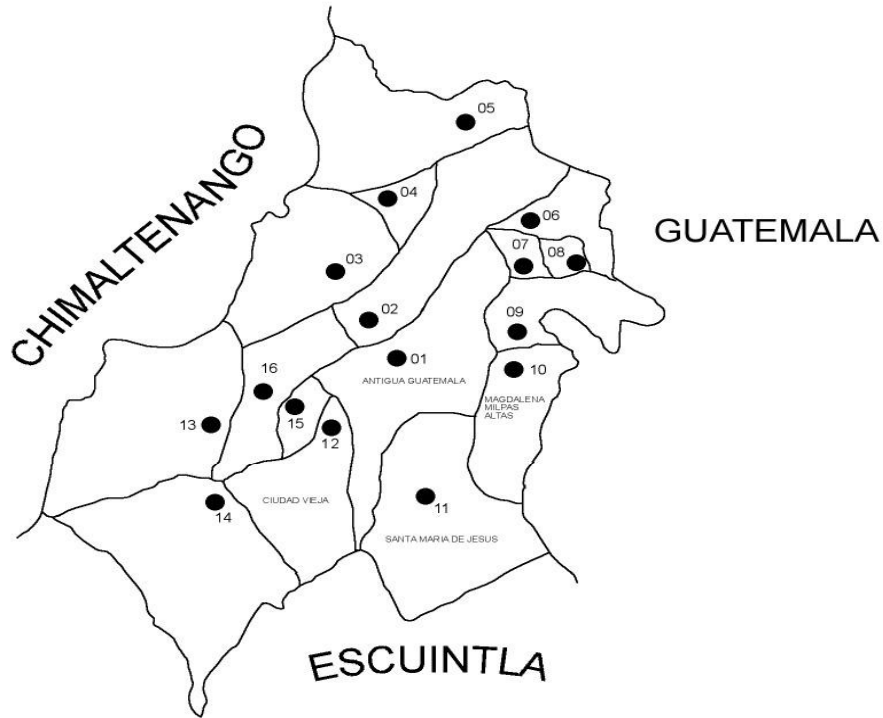 05
CHIMALTENANGO
04
06
GUATEMALA
07
08
03
02
09
01
ANTIGUA GUATEMALA
16
10
MAGDALENA
MILPAS
ALTAS
15
13
12
CIUDAD VIEJA
11
14
SANTA MARIA DE JESUS
ESCUINTLA